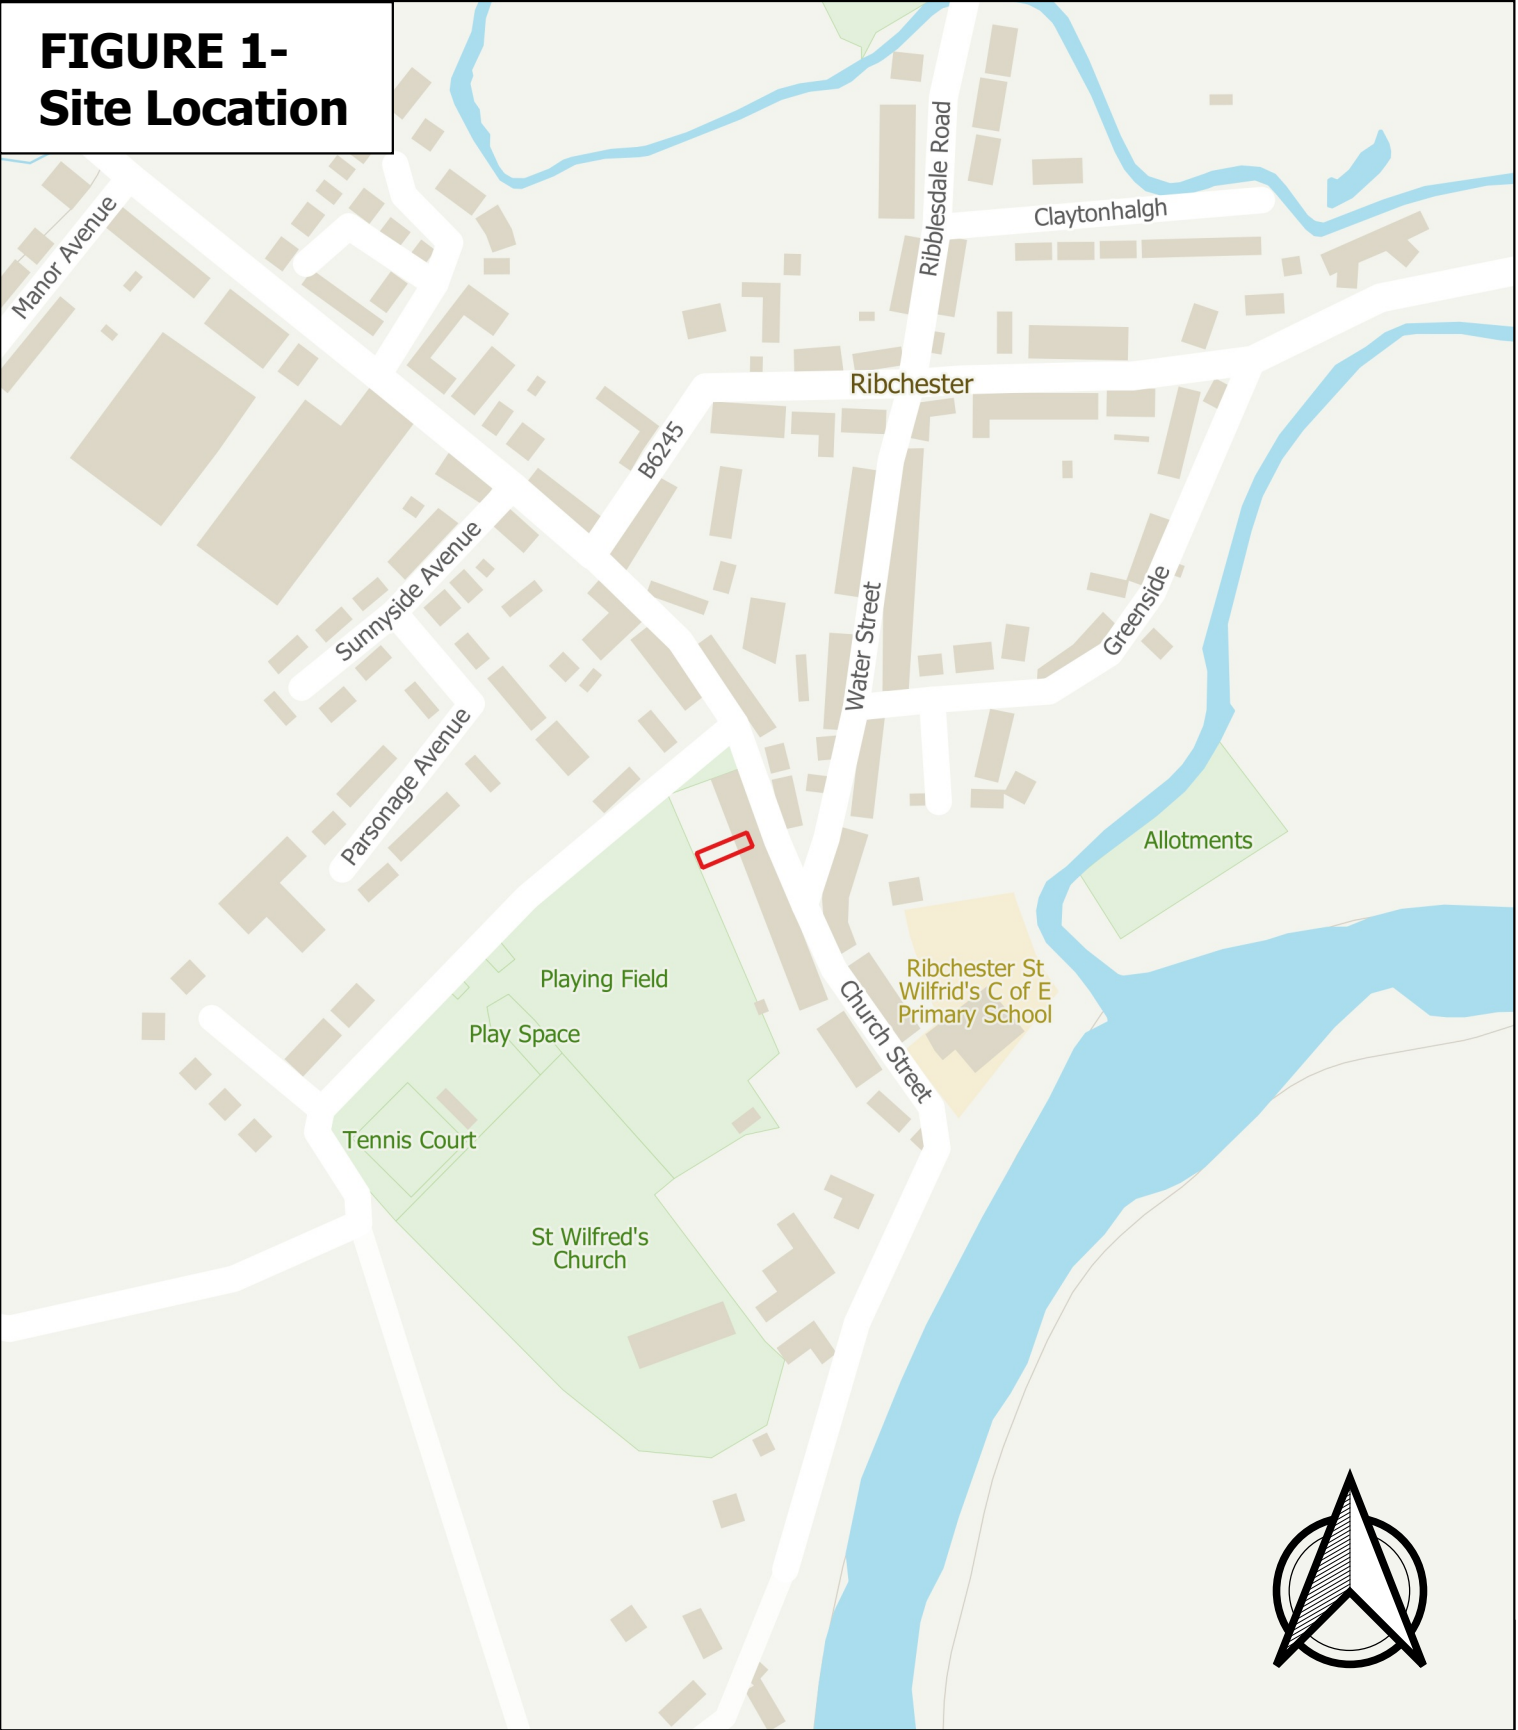 FIGURE 1-
Site Location
Manor Avenue
Ribblesdale Road
Claytonhalgh
Ribchester
B6245
Sunnyside Avenue
Water Street
Greenside
Parsonage Avenue
Allotments
Playing Field
Ribchester St
Wilfrid's C of E
Primary School
Play Space
Church Street
Tennis Court
St Wilfred's
Church